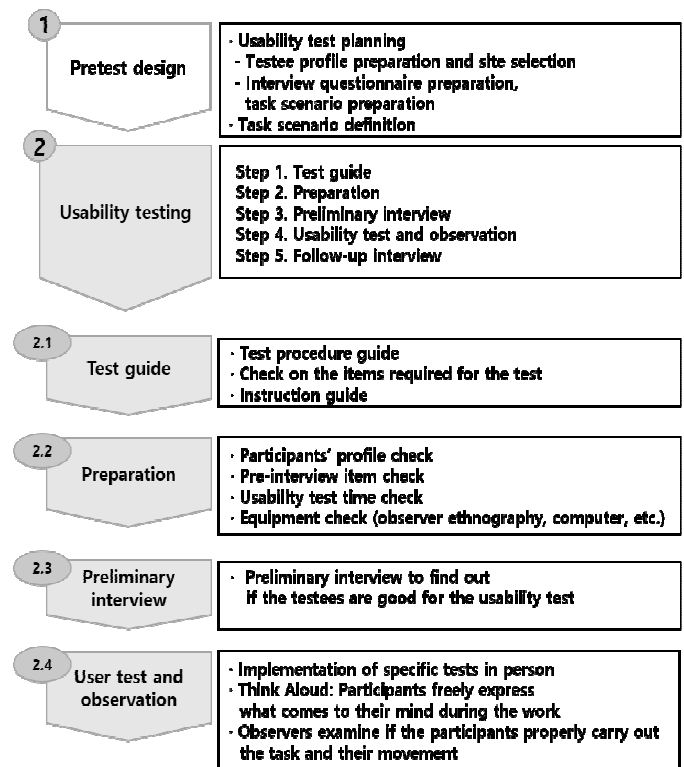 1
Pretest design
· Usability test planning
- Testee profile preparation and site selection
- Interview questionnaire preparation,
task scenario preparation
· Task scenario definition
2
Usability testing
Step 1. Test guide
Step 2. Preparation
Step 3. Preliminary interview
Step 4. Usability test and observation
Step 5. Follow-up interview
2.1
Test guide
· Test procedure guide
· Check on the items required for the test
· Instruction guide
2.2
Preparation
· Participants’ profile check
· Pre-interview item check
· Usability test time check
· Equipment check (observer ethnography, computer, etc.)
2.3
Preliminary
interview
· Preliminary interview to find out
if the testees are good for the usability test
2.4
User test and
observation
· Implementation of specific tests in person
· Think Aloud: Participants freely express
what comes to their mind during the work
· Observers examine if the participants properly carry out
the task and their movement